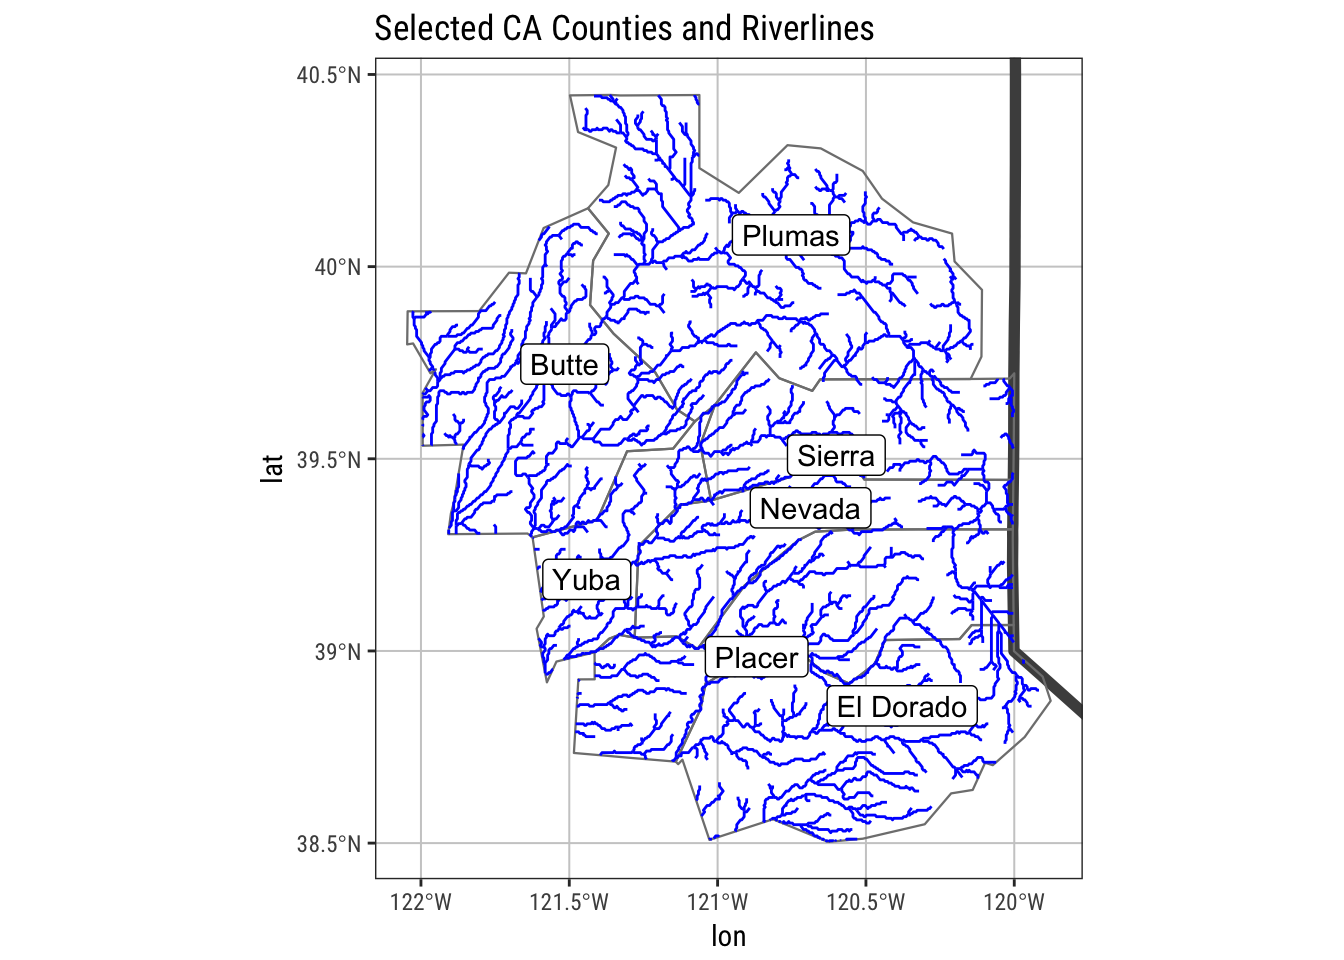 Selected CA Counties and Riverlines
40.5°N
40°N
39.5°N
39°N
38.5°N
lat
Plumas
Butte
Sierra
Nevada
Yuba
Placer
El Dorado
122°W
121.5°W
121°W
120.5°W
120°W
lon